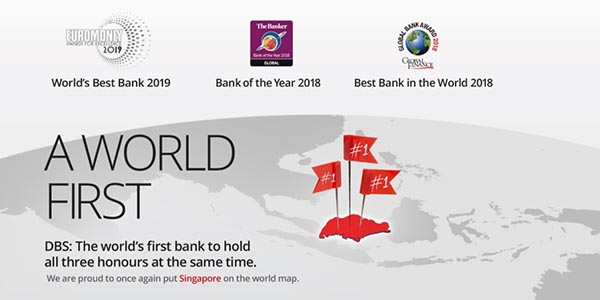 EUROMONEY
AWARDS FOR EXCELLENCE
2019
World's Best Bank 2019
The Banker
Bank of the Year 2018
GLOBAL
Bank of the Year 2018
GLOBAL BANK AWARD 2018
GLOBAL
FINANCE
Best Bank in the World 2018
A WORLD
FIRST
#1
#1
#1
DBS: The world's first bank to hold
all three honours at the same time.
We are proud to once again put Singapore on the world map.